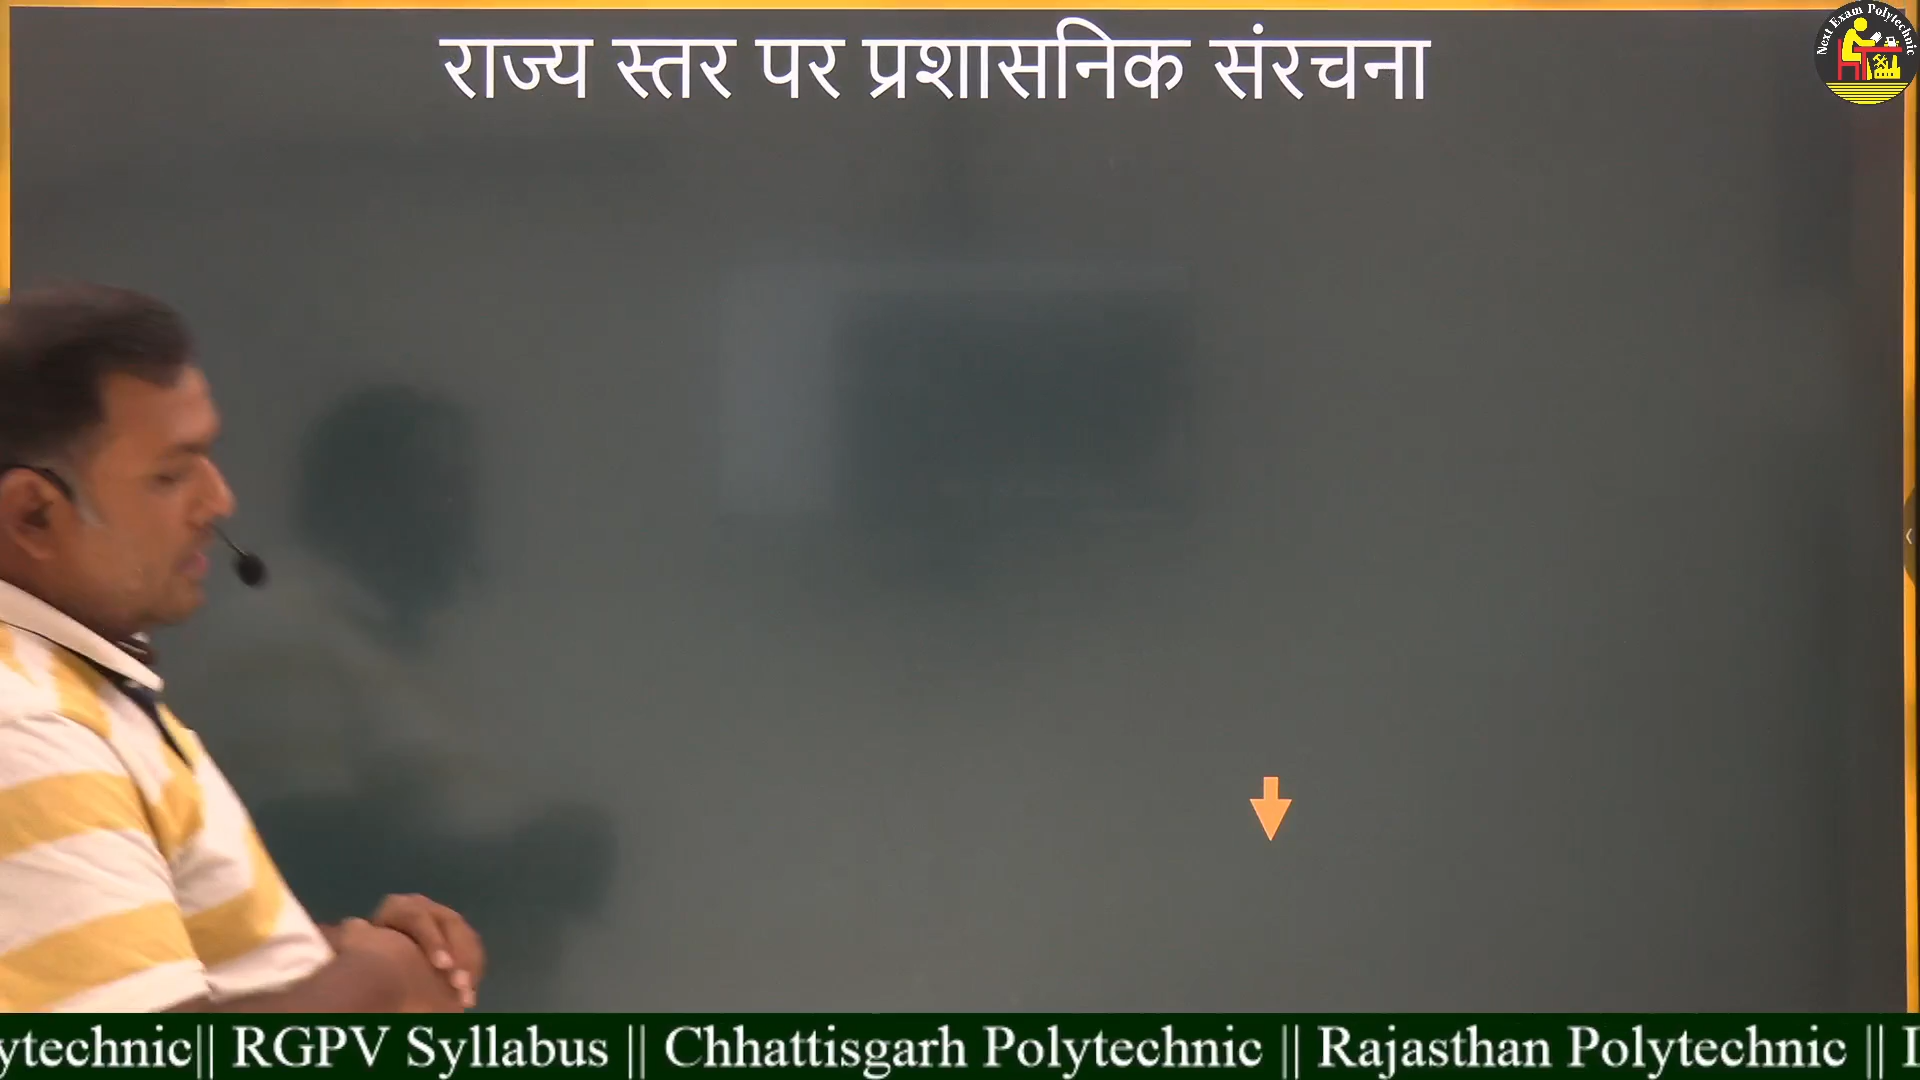 राज्य स्तर पर प्रशासनिक संरचना
Next Exam Polytechnic
ytechnic|| RGPV Syllabus || Chhattisgarh Polytechnic || Rajasthan Polytechnic ||